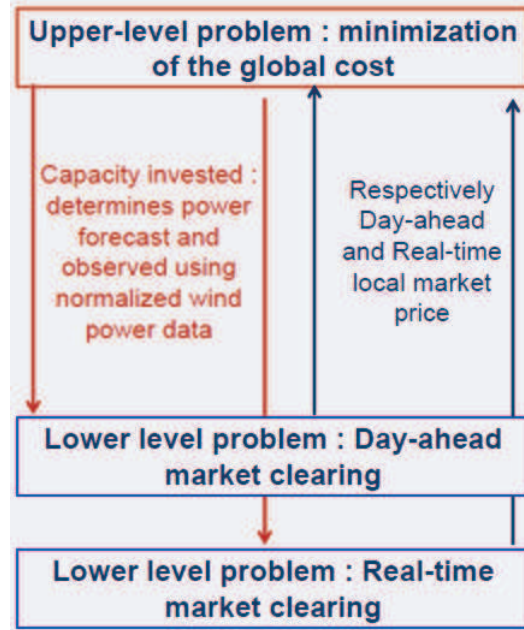 Upper-level problem : minimization
of the global cost
Capacity invested :
determines power
forecast and
observed using
normalized wind
power data
Respectively
Day-ahead
and Real-time
local market
price
Lower level problem : Day-ahead
market clearing
Lower level problem : Real-time
market clearing